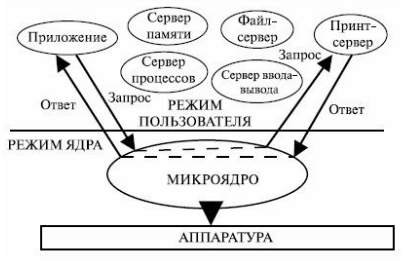 Приложение
Сервер
памяти
Файл-
сервер
Принт-
сервер
Сервер
процессов
Сервер ввода-
вывода
Запрос
Ответ
Запрос
Ответ
РЕЖИМ
ПОЛЬЗОВАТЕЛЯ
РЕЖИМ ЯДРА
МИКРОЯДРО
АППАРАТУРА